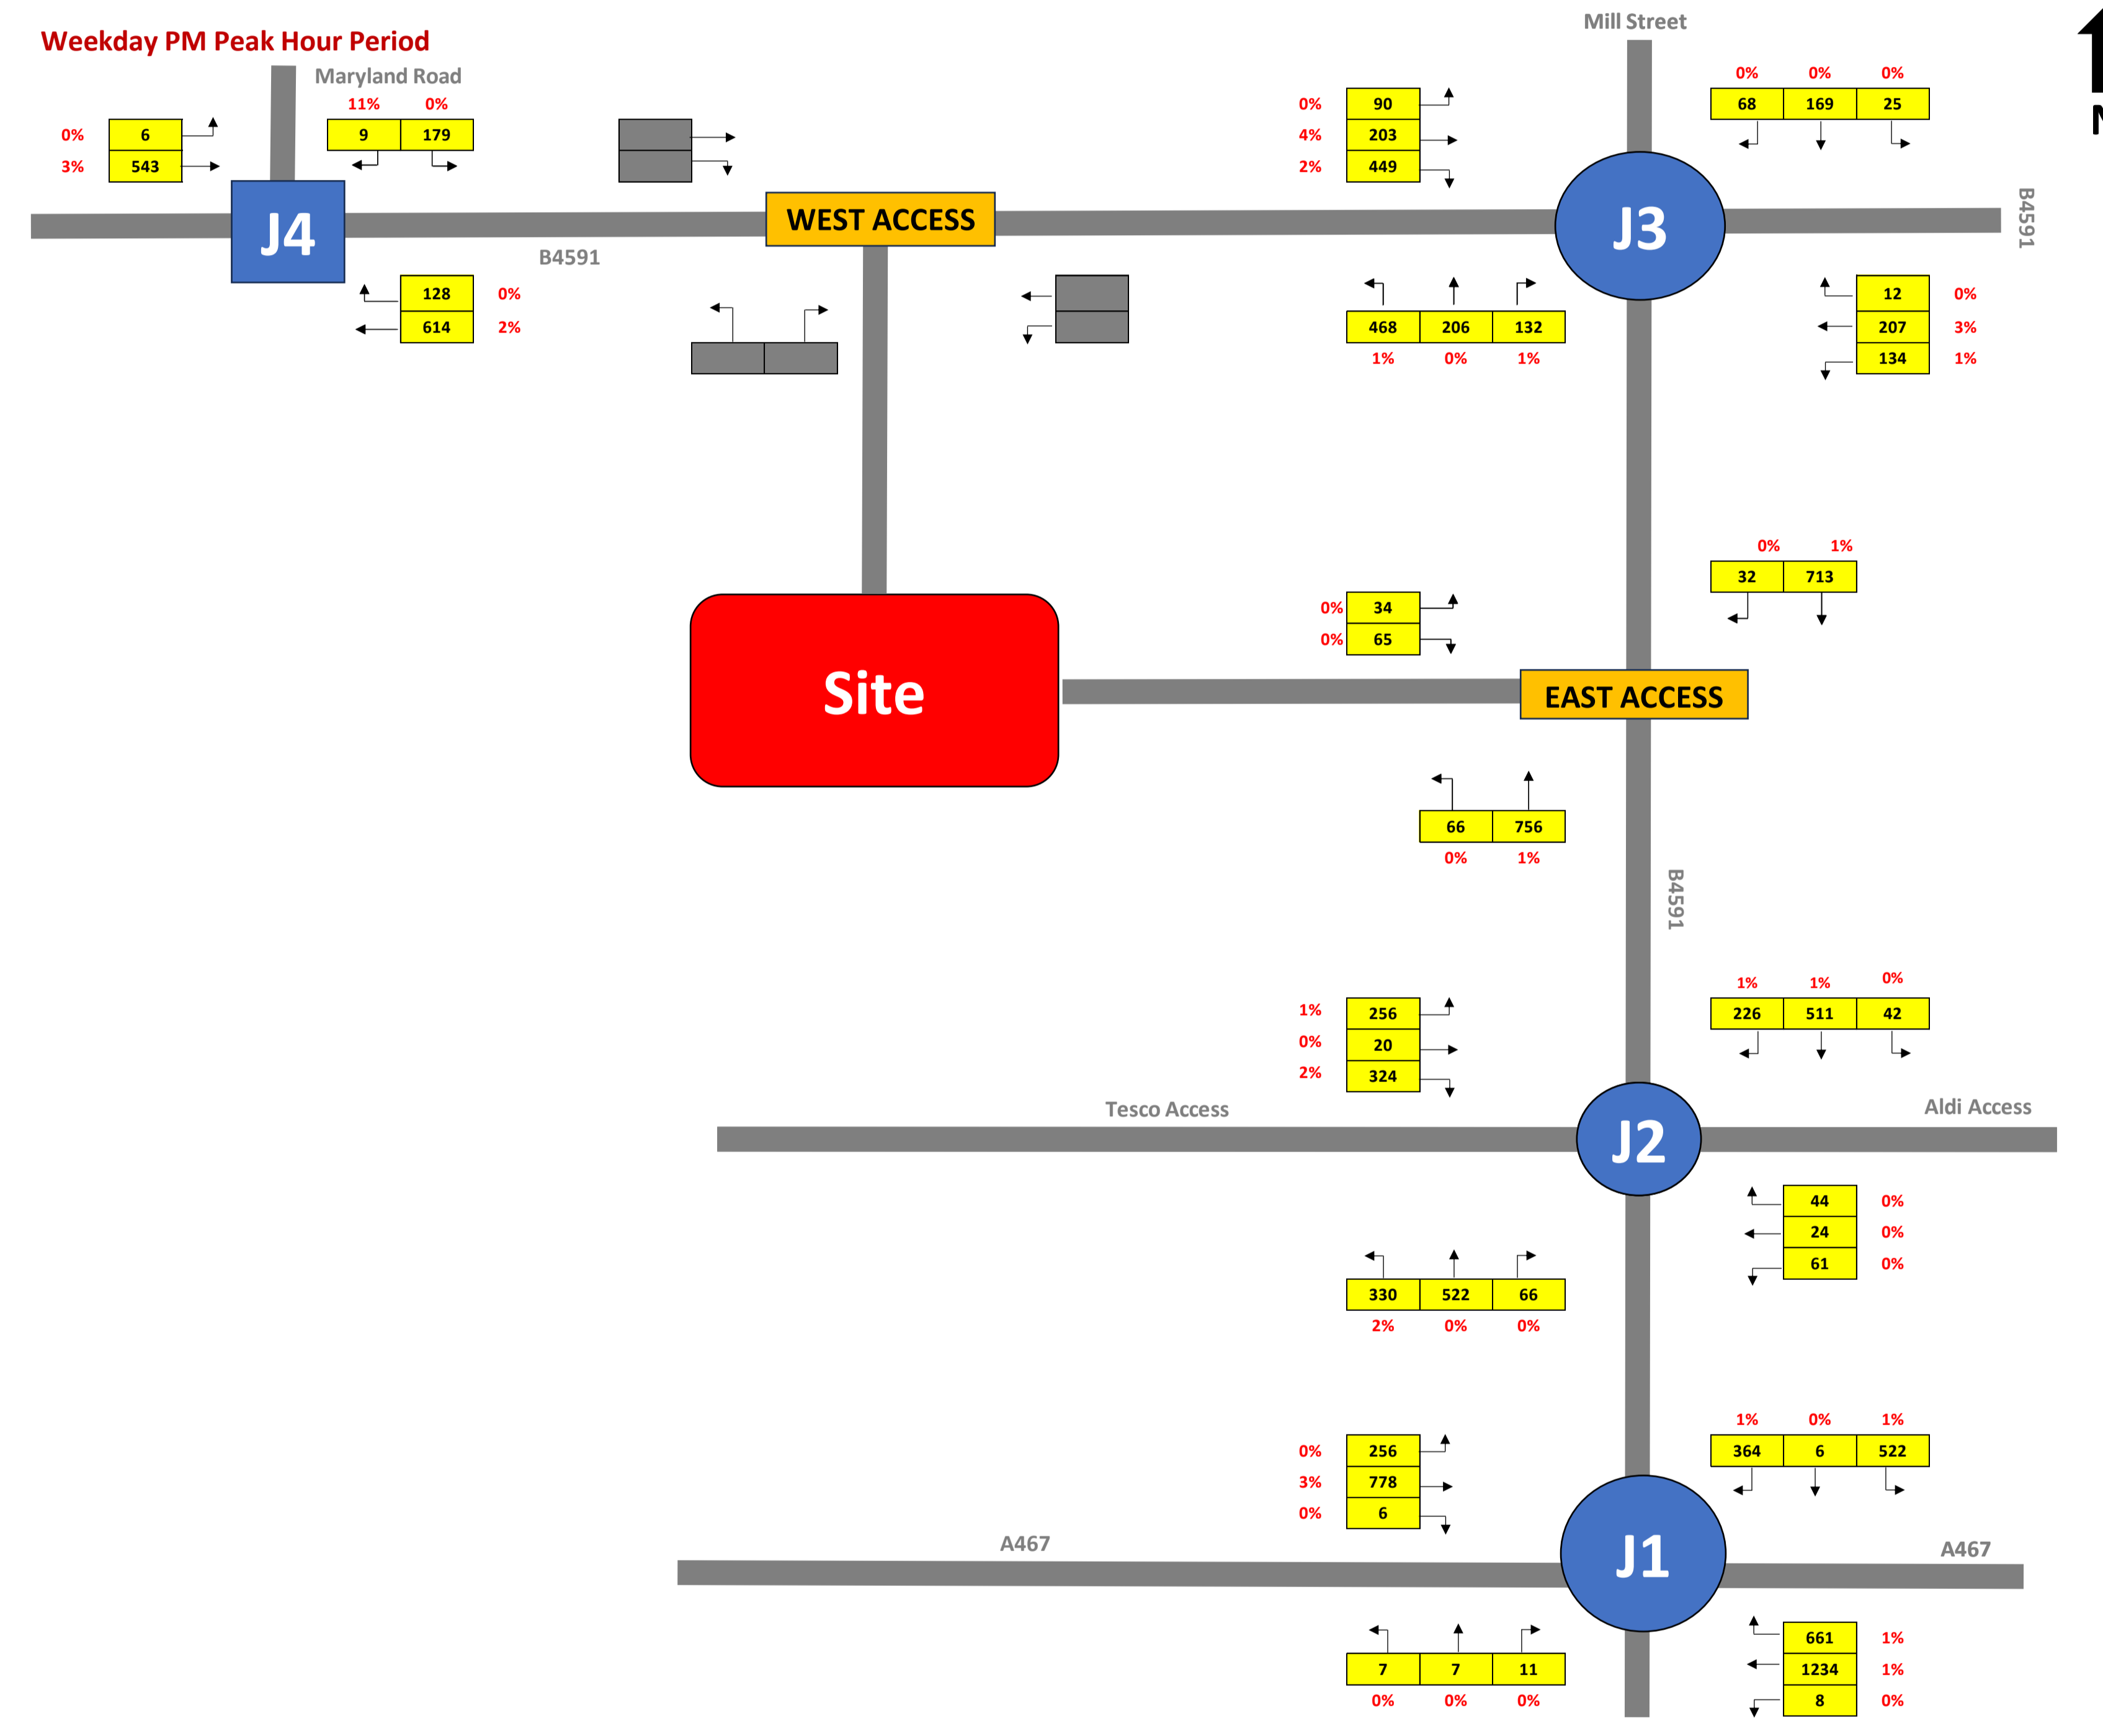 Weekday PM Peak Hour Period
Maryland Road
11% 0%
9 179
0% 6
3% 543
J4
128 0%
614 2%
B4591
WEST ACCESS
Mill Street
0% 90
4% 203
2% 449
0% 0% 0%
68 169 25
J3
B4591
468 206 132
1% 0% 1%
12 0%
207 3%
134 1%
0% 1%
32 713
0% 34
0% 65
Site
EAST ACCESS
66 756
0% 1%
B4591
1% 1% 0%
226 511 42
1% 256
0% 20
2% 324
Tesco Access
Aldi Access
J2
44 0%
24 0%
61 0%
330 522 66
2% 0% 0%
1% 0% 1%
364 6 522
0% 256
3% 778
0% 6
A467
A467
J1
7 7 11
0% 0% 0%
661 1%
1234 1%
8 0%